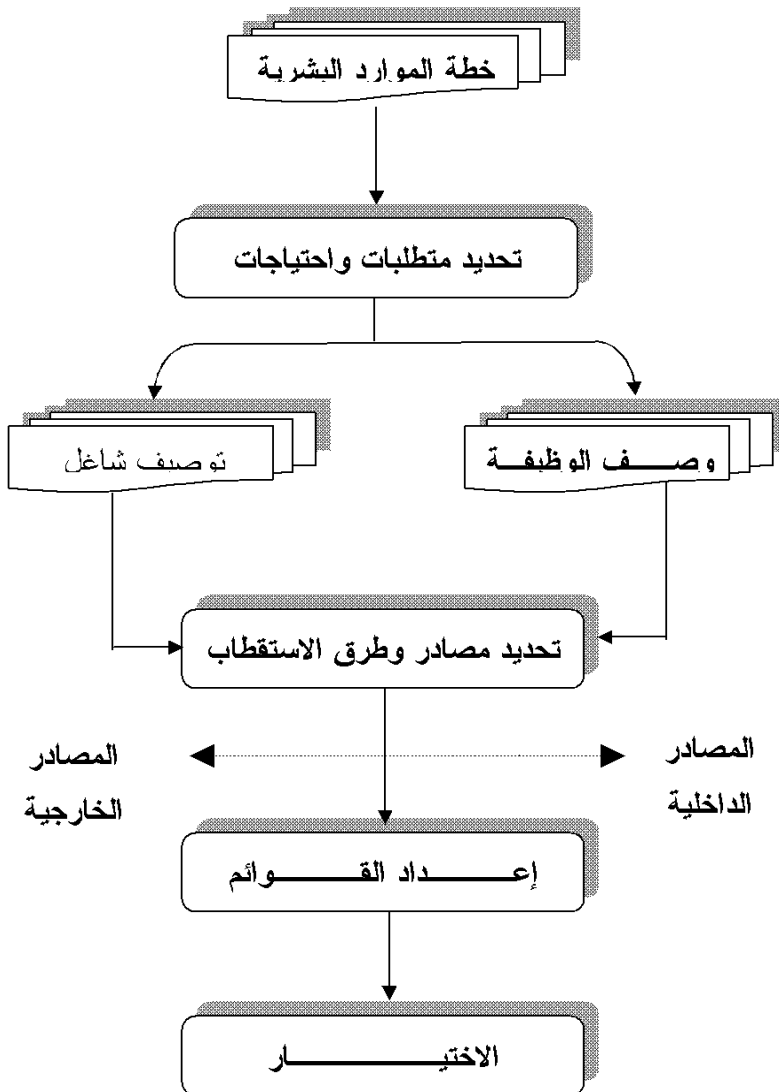 خطة الموارد البشرية
تحديد متطلبات واحتياجات
وصف الوظيفة
توصيف شاغل
تحديد مصادر وطرق الاستقطاب
المصادر
الداخلية
المصادر
الخارجية
إعداد القوائم
الاختيار